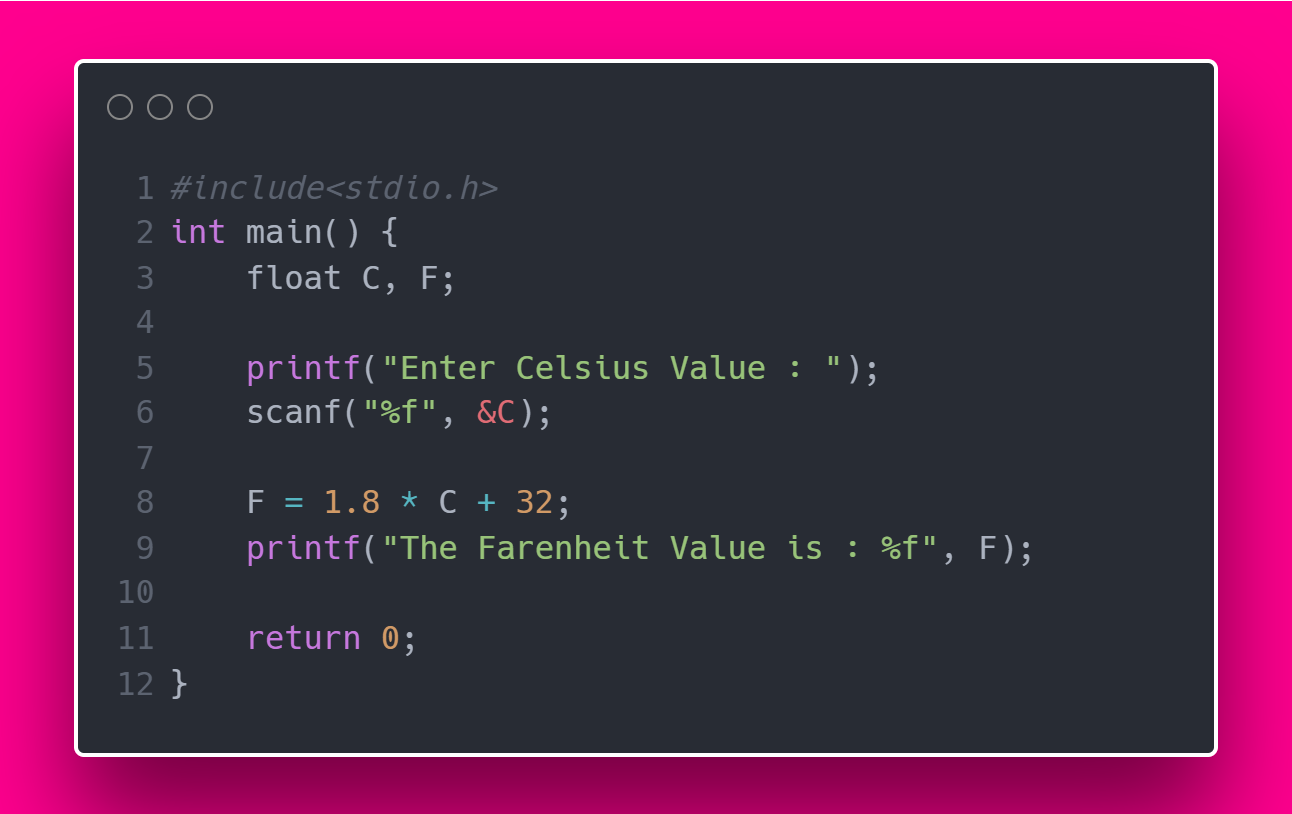 1 #include<stdio.h>
2 int main() {
3     float C, F;
4
5     printf("Enter Celsius Value : ");
6     scanf("%f", &C);
7
8     F = 1.8 * C + 32;
9     printf("The Farenheit Value is : %f", F);
10
11     return 0;
12 }